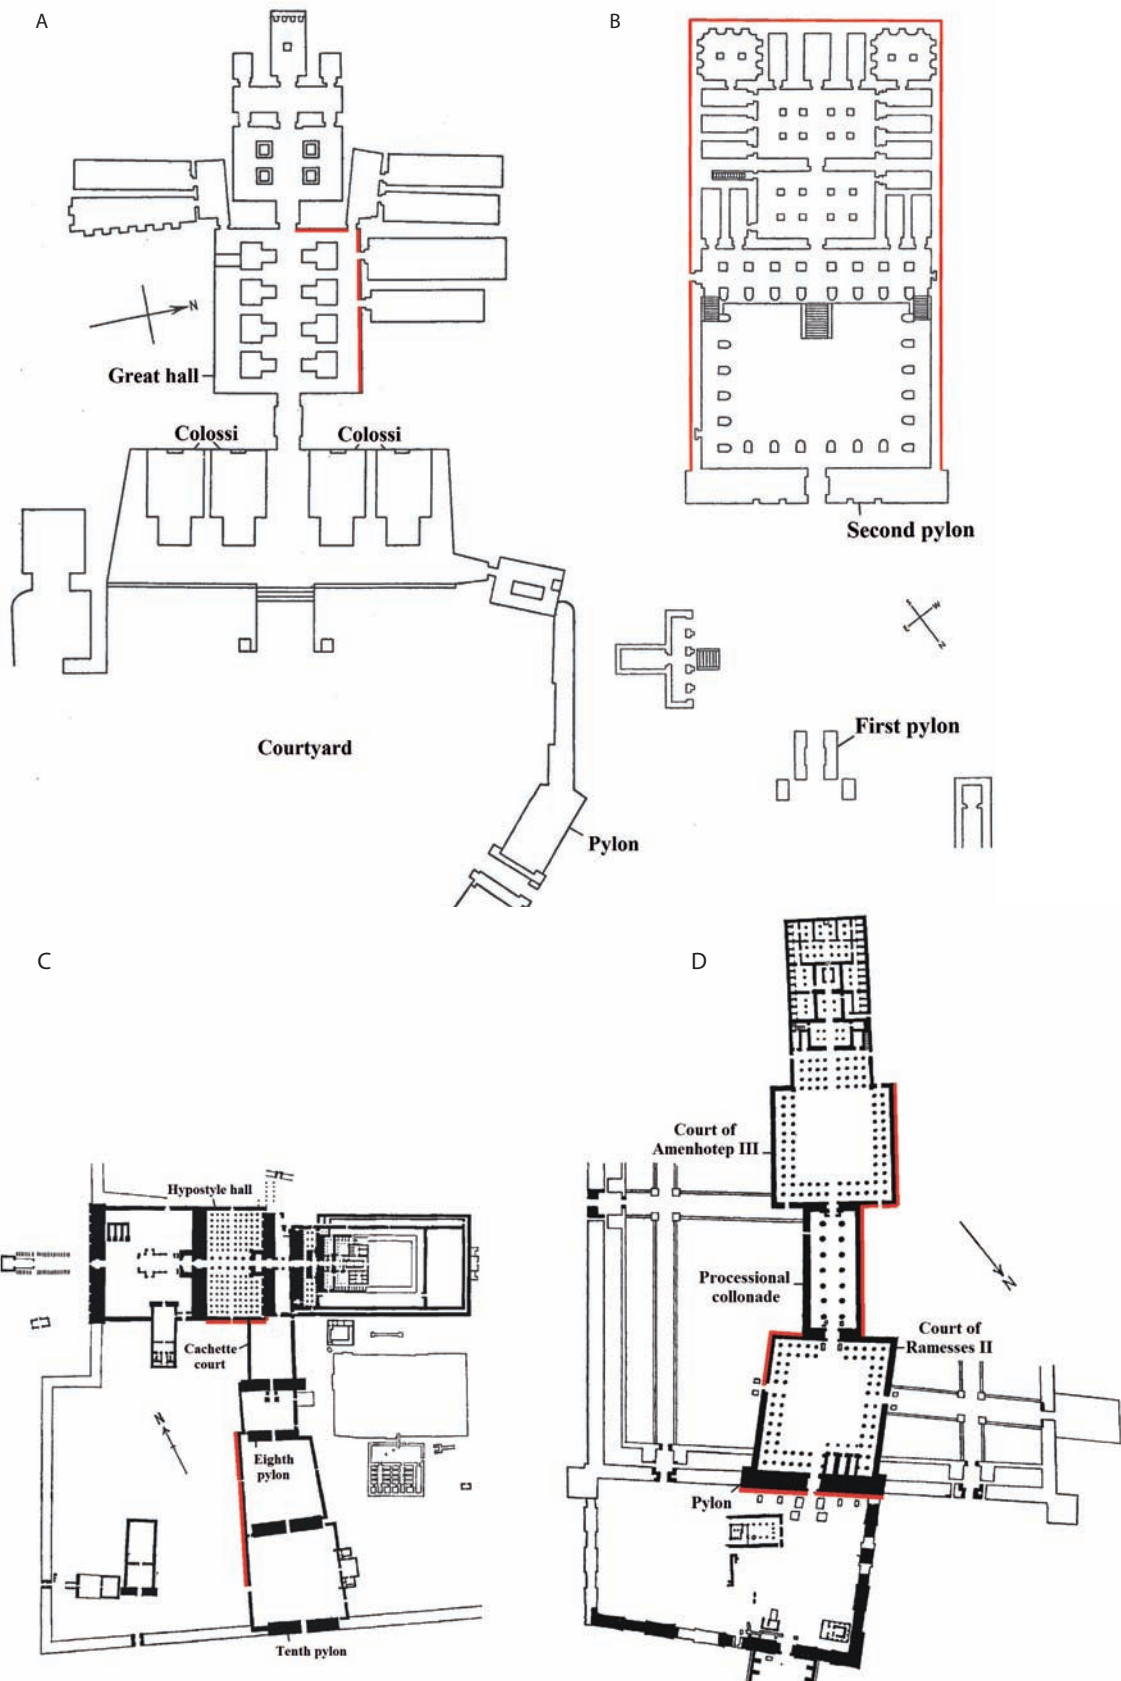 A
B
N
Great hall
Colossi
Colossi
Second pylon
First pylon
Courtyard
Pylon
C
D
Court of
Amenhotep III
Hypostyle hall
N
Processional
collonade
N
Court of
Ramesses II
Cachette
court
Eighth
pylon
Pylon
Tenth pylon